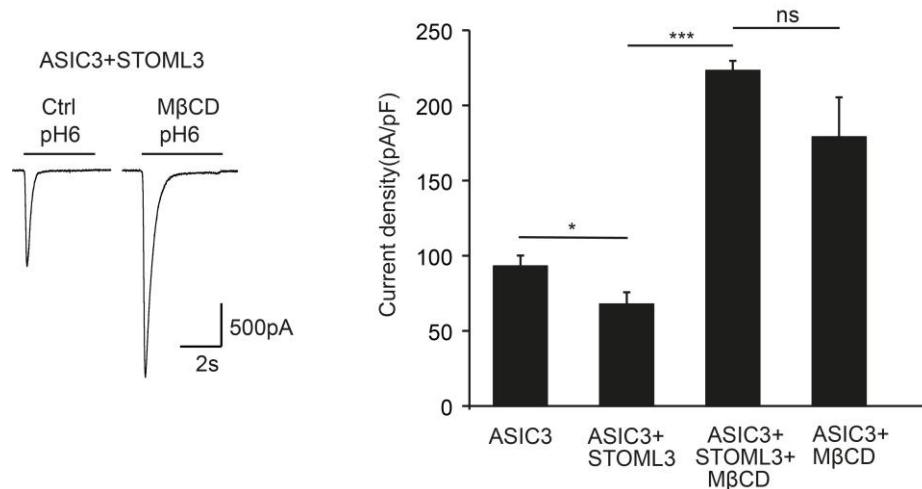 ASIC3+STOML3
Ctrl
pH6
MβCD
pH6
500pA
2s
Current density(pA/pF)
250
200
150
100
50
0
*
***
ns
ASIC3
ASIC3+
STOML3
ASIC3+
STOML3+
MβCD
ASIC3+
MβCD